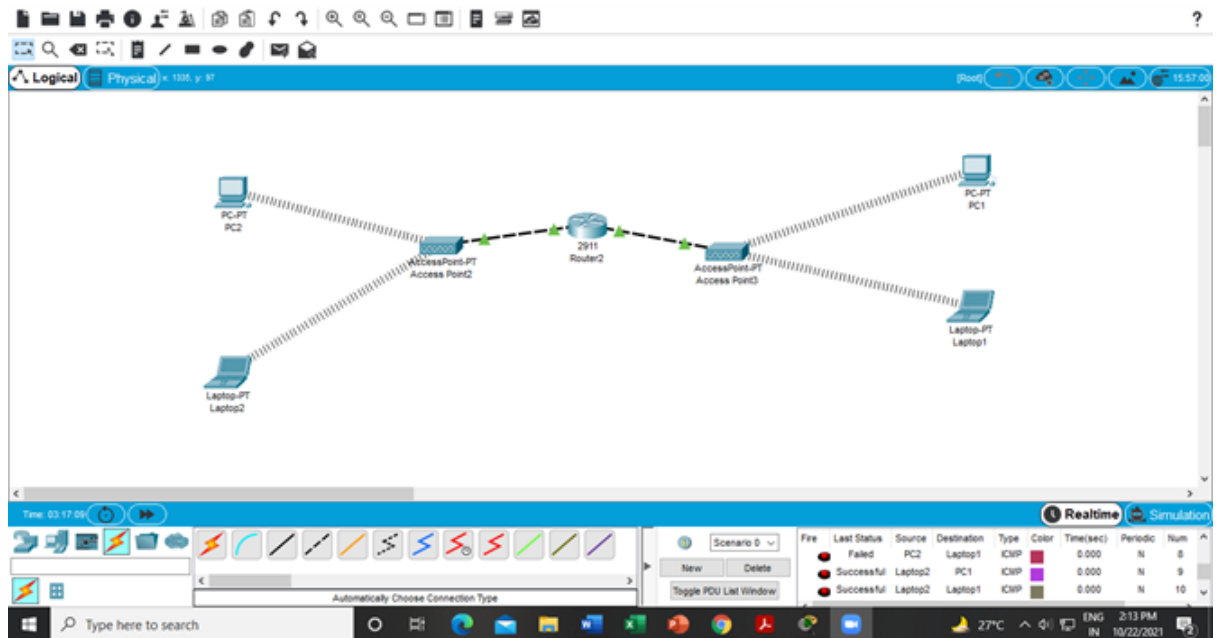 ?
Logical Physical x: 1335, y: 97 [Root] 15:57:00
PC-PT
PC2
PC-PT
PC1
2911
Router2
AccessPoint-PT
Access Point2
AccessPoint-PT
Access Point3
Laptop-PT
Laptop1
Laptop-PT
Laptop2
Time: 03:17:09 Realtime Simulation
Scenario 0
New Delete
Toggle PDU List Window
Fire Last Status Source Destination Type Color Time(sec) Periodic Num
Failed PC2 Laptop1 ICMP 0.000 N 8
Successful Laptop2 PC1 ICMP 0.000 N 9
Successful Laptop2 Laptop1 ICMP 0.000 N 10
Automatically Choose Connection Type
Type here to search
27°C
ENG
IN
2:13 PM
10/22/2021
2